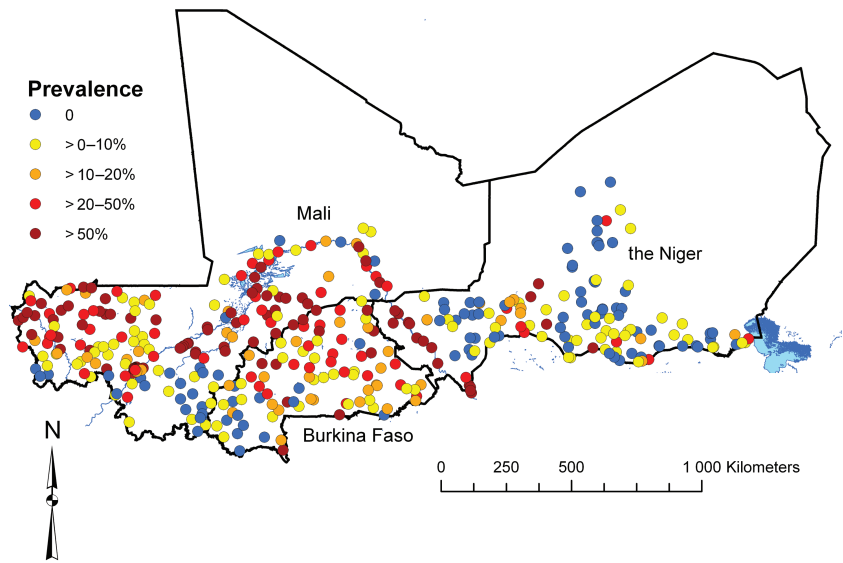 Prevalence
0
> 0–10%
> 10–20%
> 20–50%
> 50%
Mali
the Niger
Burkina Faso
N
0 250 500 1 000 Kilometers